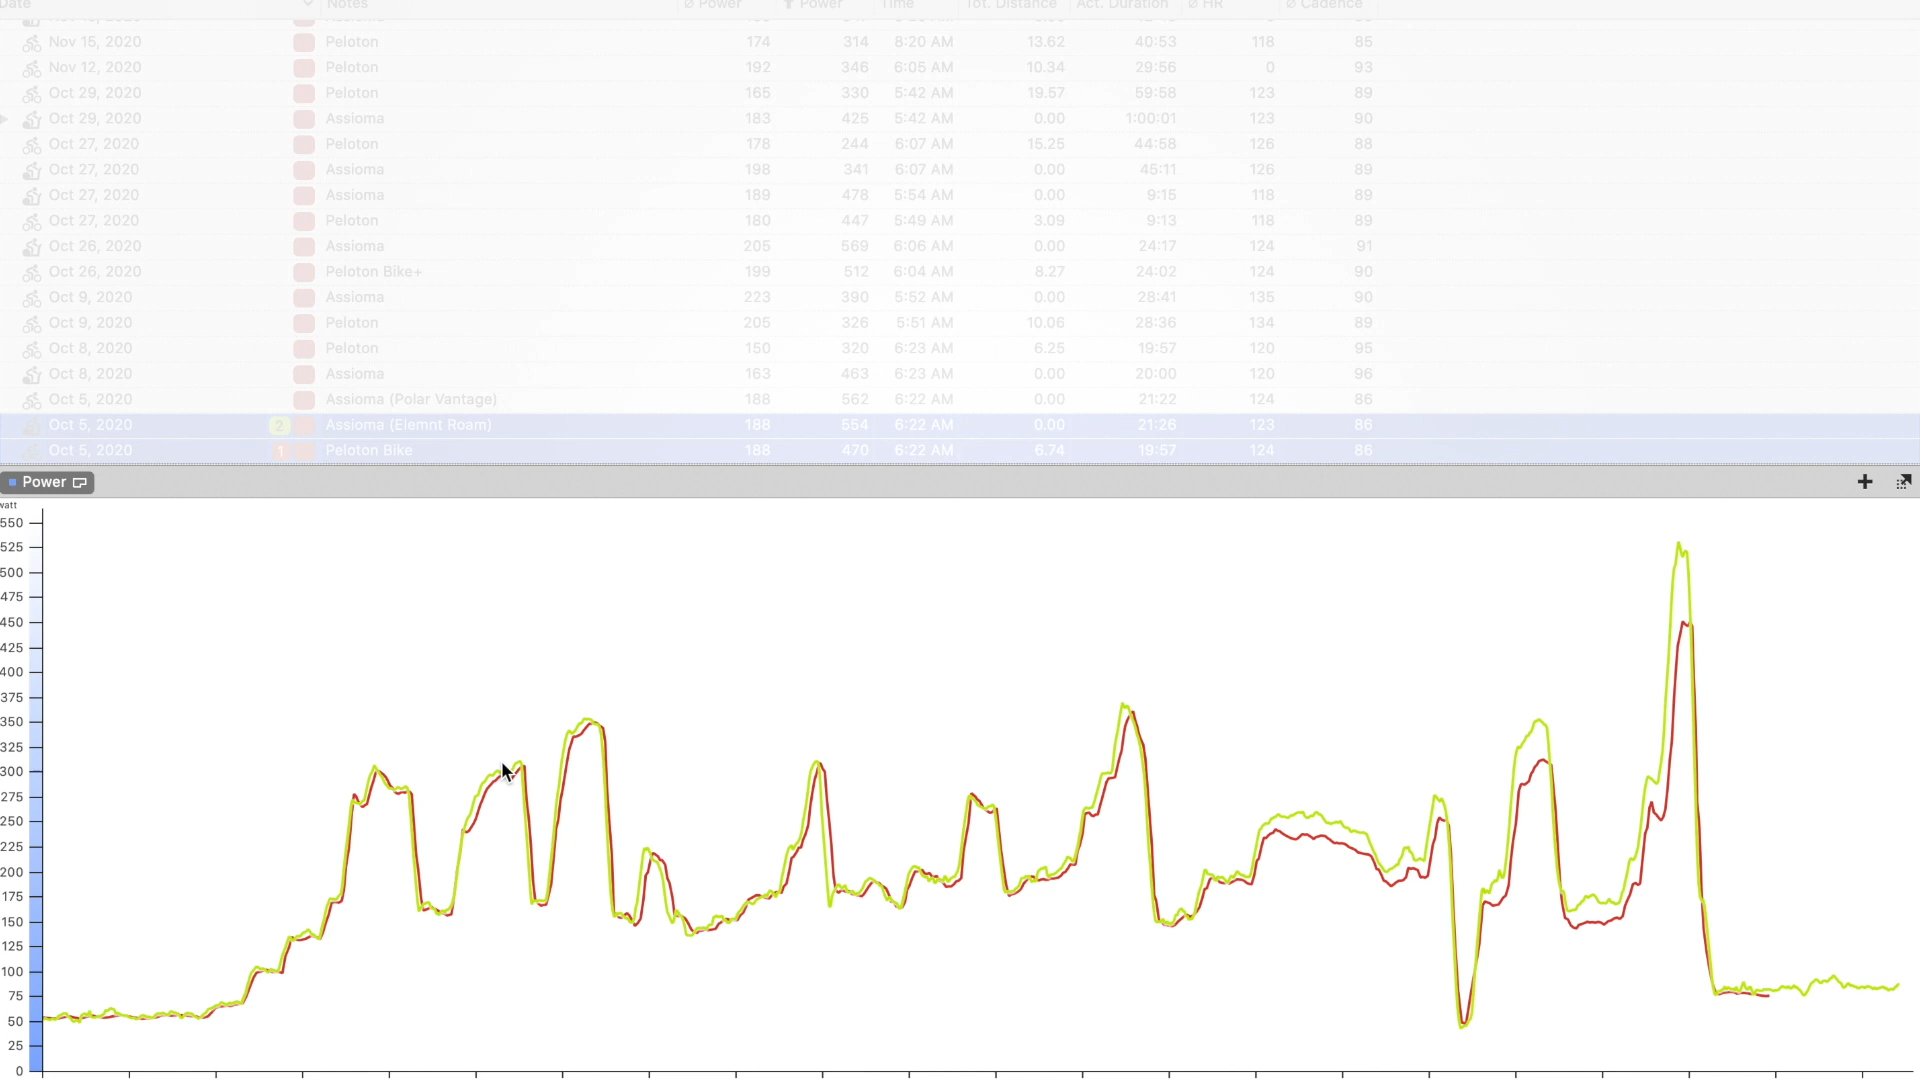 Date Notes ø Power Power Time Tot. Distance Act. Duration ø HR ø Cadence
Nov 15, 2020 Peloton 174 314 8:20 AM 13.62 40:53 118 85
Nov 12, 2020 Peloton 192 346 6:05 AM 10.34 29:56 0 93
Oct 29, 2020 Peloton 165 330 5:42 AM 19.57 59:58 123 89
Oct 29, 2020 Assioma 183 425 5:42 AM 0.00 1:00:01 123 90
Oct 27, 2020 Peloton 178 244 6:07 AM 15.25 44:58 126 88
Oct 27, 2020 Assioma 198 341 6:07 AM 0.00 45:11 126 89
Oct 27, 2020 Assioma 189 478 5:54 AM 0.00 9:15 118 89
Oct 27, 2020 Peloton 180 447 5:49 AM 3.09 9:13 118 89
Oct 26, 2020 Assioma 205 569 6:06 AM 0.00 24:17 124 91
Oct 26, 2020 Peloton Bike+ 199 512 6:04 AM 8.27 24:02 124 90
Oct 9, 2020 Assioma 223 390 5:52 AM 0.00 28:41 135 90
Oct 9, 2020 Peloton 205 326 5:51 AM 10.06 28:36 134 89
Oct 8, 2020 Peloton 150 320 6:23 AM 6.25 19:57 120 95
Oct 8, 2020 Assioma 163 463 6:23 AM 0.00 20:00 120 96
Oct 5, 2020 Assioma (Polar Vantage) 188 562 6:22 AM 0.00 21:22 124 86
Oct 5, 2020 2 Assioma (Elemnt Roam) 188 554 6:22 AM 0.00 21:26 123 86
Oct 5, 2020 1 Peloton Bike 188 470 6:22 AM 6.74 19:57 124 86
Power
watt
550
525
500
475
450
425
400
375
350
325
300
275
250
225
200
175
150
125
100
75
50
25
0